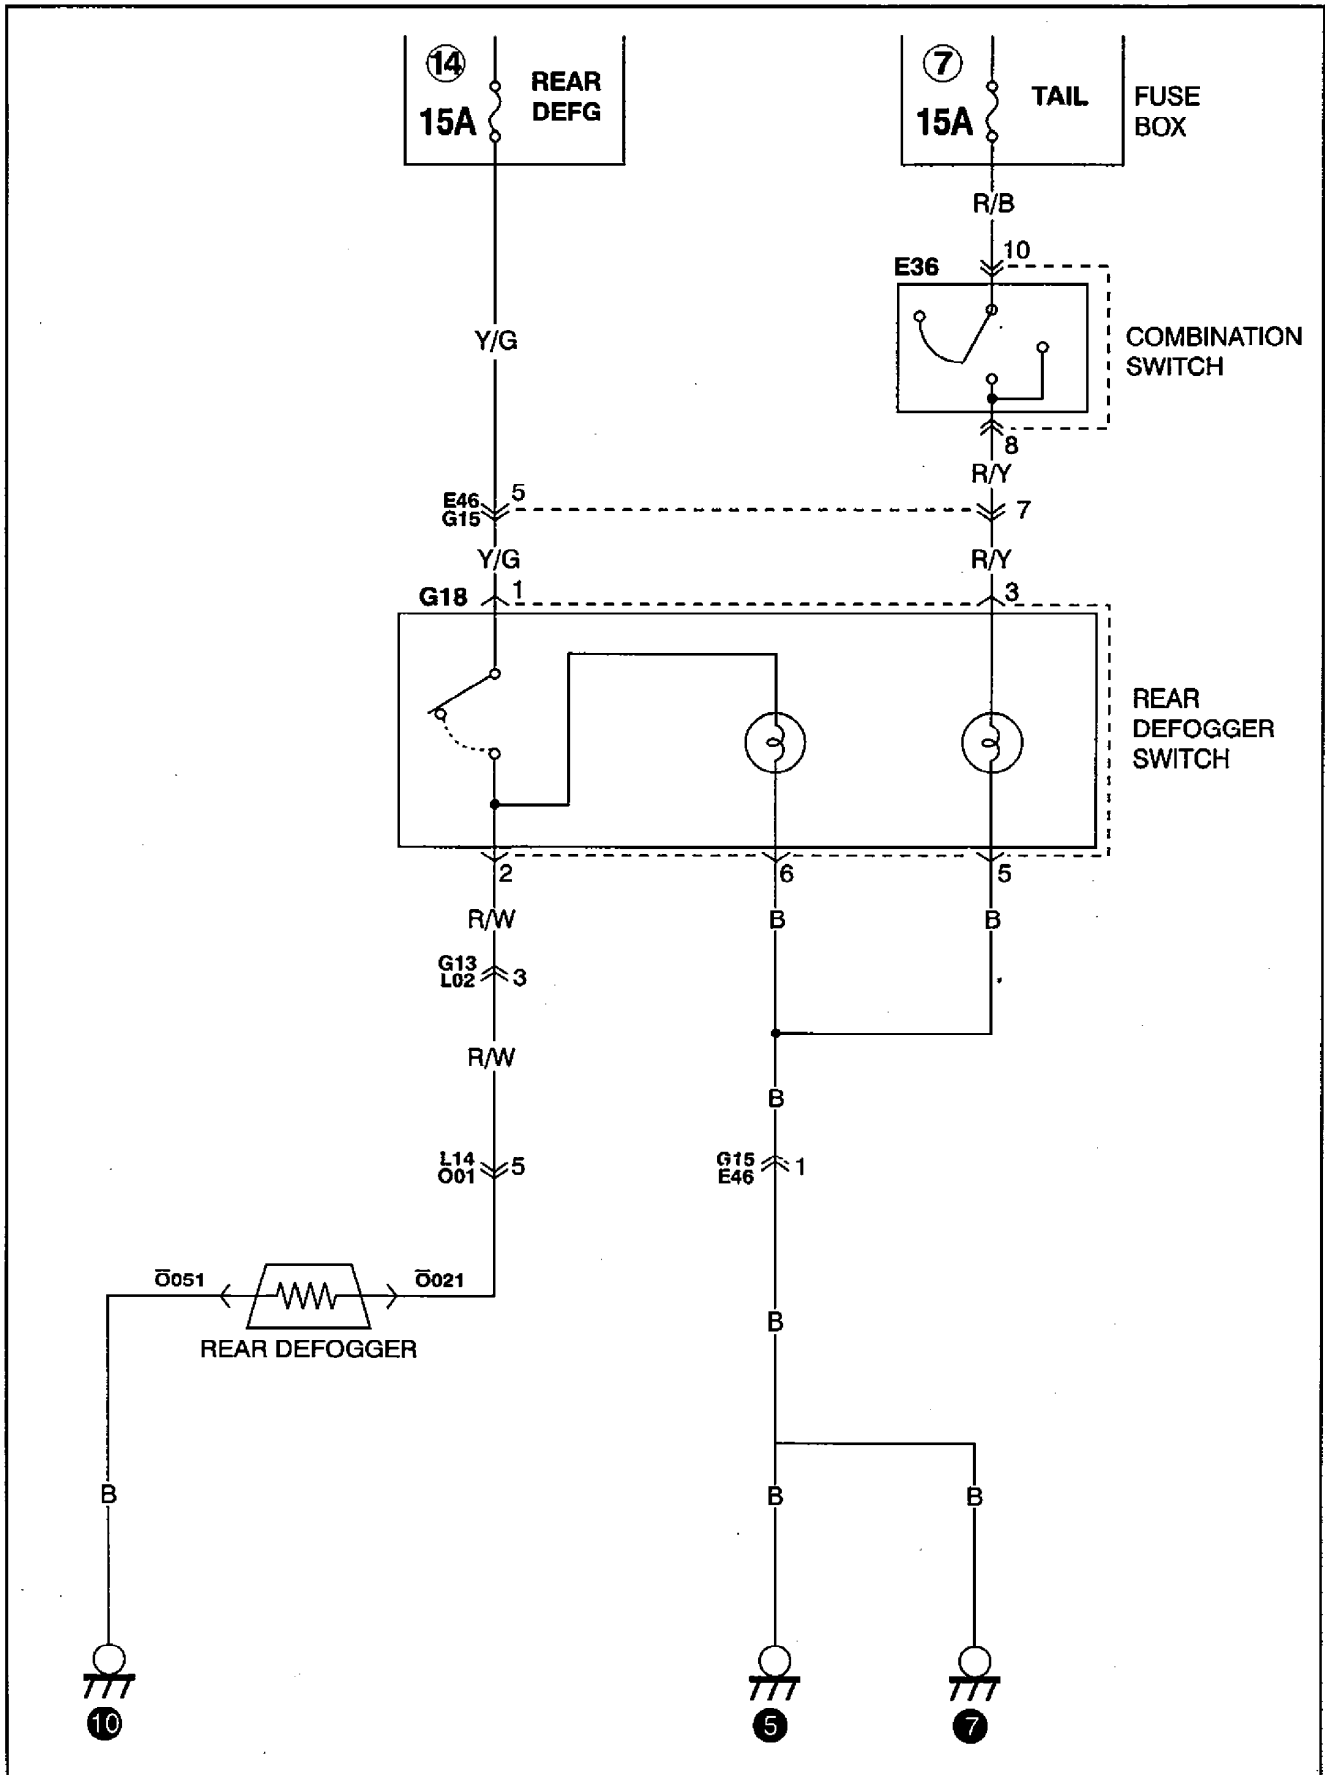 14
15A
REAR
DEFG
7
15A
TAIL
FUSE
BOX
R/B
10
E36
COMBINATION
SWITCH
Y/G
8
R/Y
E46
G15
5
7
Y/G
R/Y
G18
1
3
REAR
DEFOGGER
SWITCH
2
6
5
R/W
B
B
G13
L02
3
R/W
B
L14
O01
5
G15
E46
1
O051
O021
REAR DEFOGGER
B
B
B
B
10
5
7